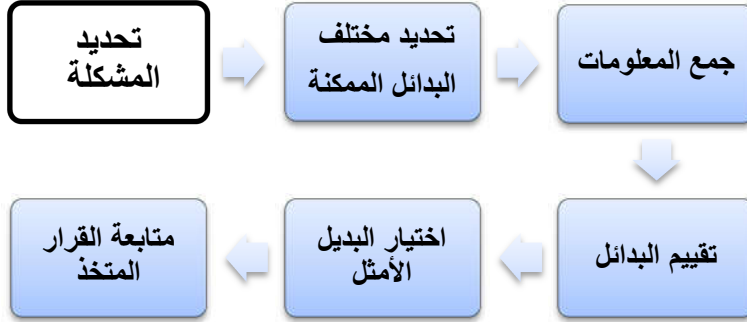 تحديد
المشكلة
تحديد مختلف
البدائل الممكنة
جمع المعلومات
تقييم البدائل
اختيار البديل
الأمثل
متابعة القرار
المتخذ